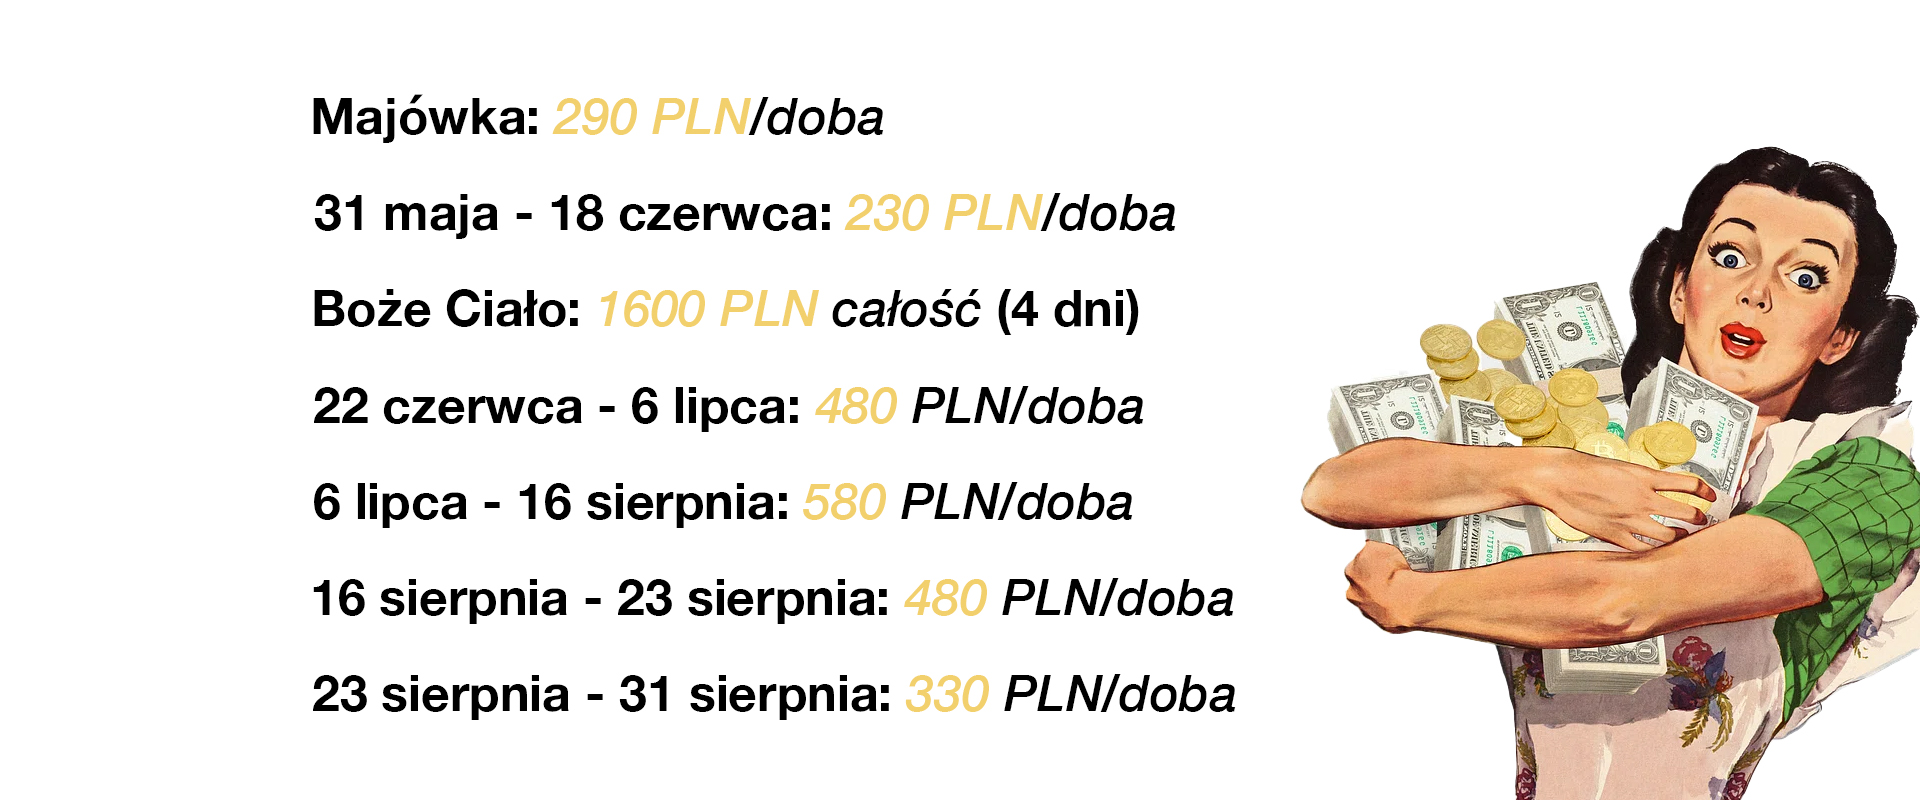 Majówka: 290 PLN/doba
31 maja - 18 czerwca: 230 PLN/doba
Boże Ciało: 1600 PLN całość (4 dni)
22 czerwca - 6 lipca: 480 PLN/doba
6 lipca - 16 sierpnia: 580 PLN/doba
16 sierpnia - 23 sierpnia: 480 PLN/doba
23 sierpnia - 31 sierpnia: 330 PLN/doba